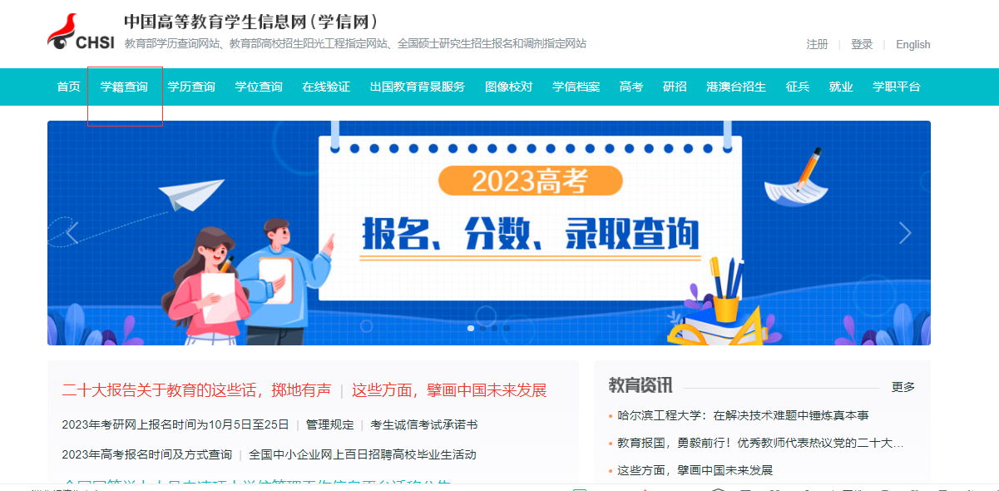 中国高等教育学生信息网(学信网)
CHSI
教育部学历查询网站、教育部高校招生阳光工程指定网站、全国硕士研究生招生报名和调剂指定网站
注册 | 登录 | English
首页 学籍查询 学历查询 学位查询 在线验证 出国教育背景服务 图像校对 学信档案 高考 研招 港澳台招生 征兵 就业 学职平台
2023高考
报名、分数、录取查询
二十大报告关于教育的这些话，掷地有声 | 这些方面，擘画中国未来发展
2023年考研网上报名时间为10月5日至25日 | 管理规定 | 考生诚信考试承诺书
2023年高考报名时间及方式查询 | 全国中小企业网上百日招聘高校毕业生活动
教育资讯
更多
哈尔滨工程大学：在解决技术难题中锤炼真本事
教育报国，勇毅前行！优秀教师代表热议党的二十大...
这些方面，擘画中国未来发展